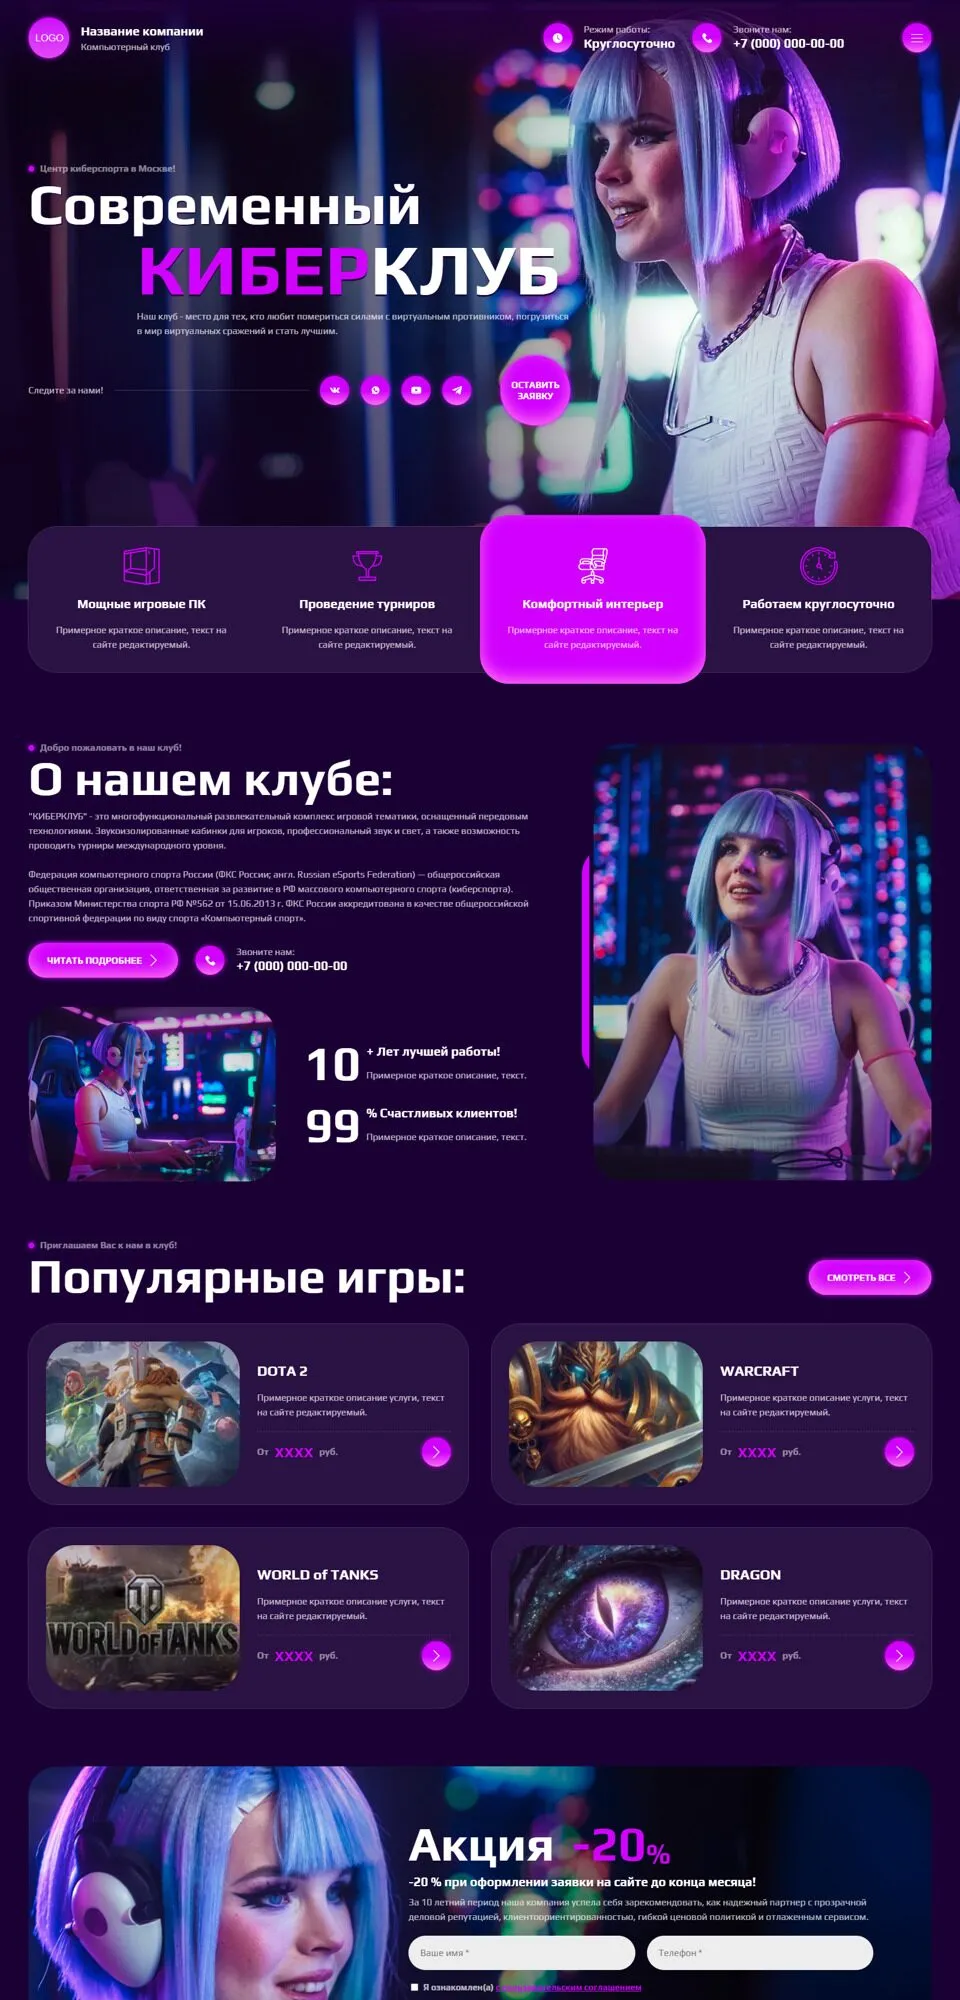 LOGO
Название компании
Компьютерный клуб
Режим работы:
Круглосуточно
Звоните нам:
+7 (000) 000-00-00
Центр киберспорта в Москве!
Современный
КИБЕРКЛУБ
Наш клуб - место для тех, кто любит помериться силами с виртуальным противником, погрузиться
в мир виртуальных сражений и стать лучшим.
Следите за нами!
ОСТАВИТЬ
ЗАЯВКУ
Мощные игровые ПК
Примерное краткое описание, текст на
сайте редактируемый.
Проведение турниров
Примерное краткое описание, текст на
сайте редактируемый.
Комфортный интерьер
Примерное краткое описание, текст на
сайте редактируемый.
Работаем круглосуточно
Примерное краткое описание, текст на
сайте редактируемый.
Добро пожаловать в наш клуб!
О нашем клубе:
"КИБЕРКЛУБ" - это многофункциональный развлекательный комплекс игровой тематики, оснащенный передовым
технологиями. Звукоизолированные кабинки для игроков, профессиональный звук и свет, а также возможность
проводить турниры международного уровня.
Федерация компьютерного спорта России (ФКС России; англ. Russian eSports Federation) — общероссийская
общественная организация, ответственная за развитие в РФ массового компьютерного спорта (киберспорта).
Приказом Министерства спорта РФ №562 от 15.06.2013 г. ФКС России аккредитована в качестве общероссийской
спортивной федерации по виду спорта «Компьютерный спорт».
ЧИТАТЬ ПОДРОБНЕЕ
Звоните нам:
+7 (000) 000-00-00
10 + Лет лучшей работы!
Примерное краткое описание, текст.
99 % Счастливых клиентов!
Примерное краткое описание, текст.
Приглашаем Вас к нам в клуб!
Популярные игры:
СМОТРЕТЬ ВСЕ
DOTA 2
Примерное краткое описание услуги, текст
на сайте редактируемый.
От XXXX руб.
WARCRAFT
Примерное краткое описание услуги, текст
на сайте редактируемый.
От XXXX руб.
WORLD OF TANKS
WORLD of TANKS
Примерное краткое описание услуги, текст
на сайте редактируемый.
От XXXX руб.
DRAGON
Примерное краткое описание услуги, текст
на сайте редактируемый.
От XXXX руб.
Акция -20%
-20 % при оформлении заявки на сайте до конца месяца!
За 10 летний период наша компания успела себя зарекомендовать, как надежный партнер с прозрачной
деловой репутацией, клиентоориентированностью, гибкой ценовой политикой и отлаженным сервисом.
Ваше имя *
Телефон *
Я ознакомлен(а) с пользовательским соглашением